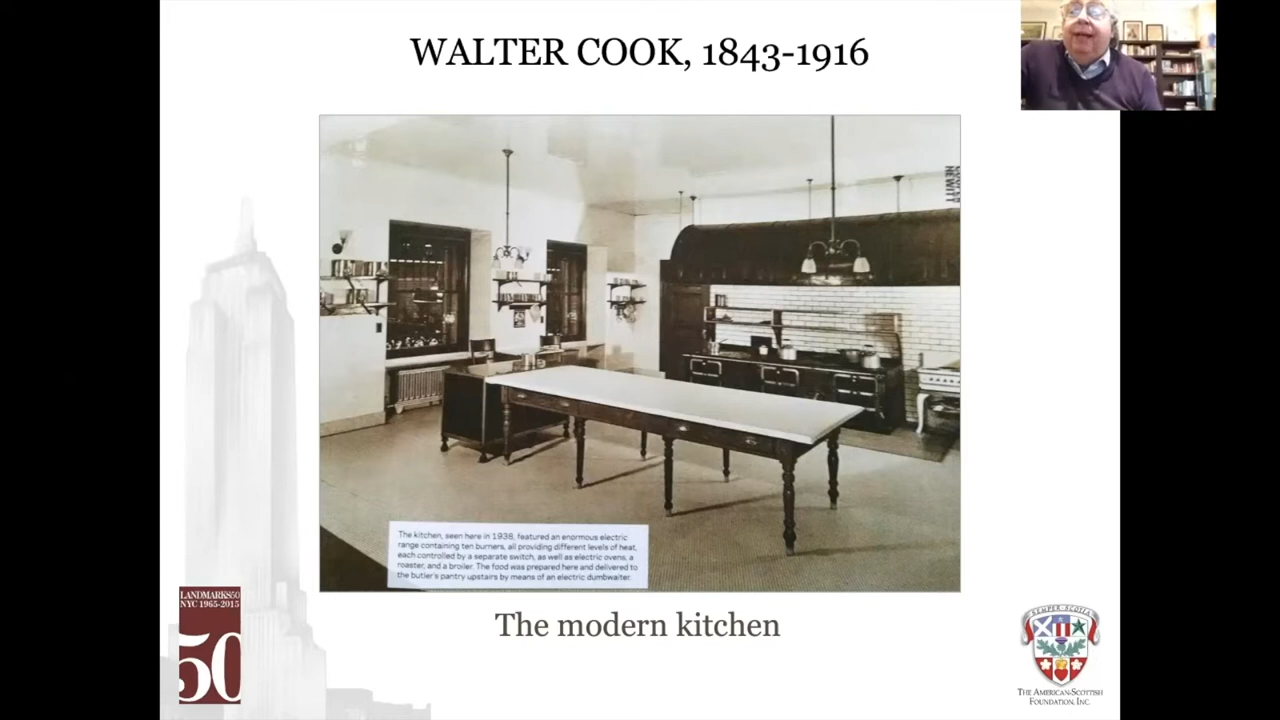 WALTER COOK, 1843-1916
HEWITT
The kitchen, seen here in 1938, featured an enormous electric
range containing ten burners, all providing different levels of heat,
each controlled by a separate switch, as well as electric ovens, a
roaster, and a broiler. The food was prepared here and delivered to
the butler's pantry upstairs by means of an electric dumbwaiter.
The modern kitchen
LANDMARKS50
NYC 1965-2015
50
SEMPER SCOTIA
THE AMERICAN-SCOTTISH
FOUNDATION, INC.